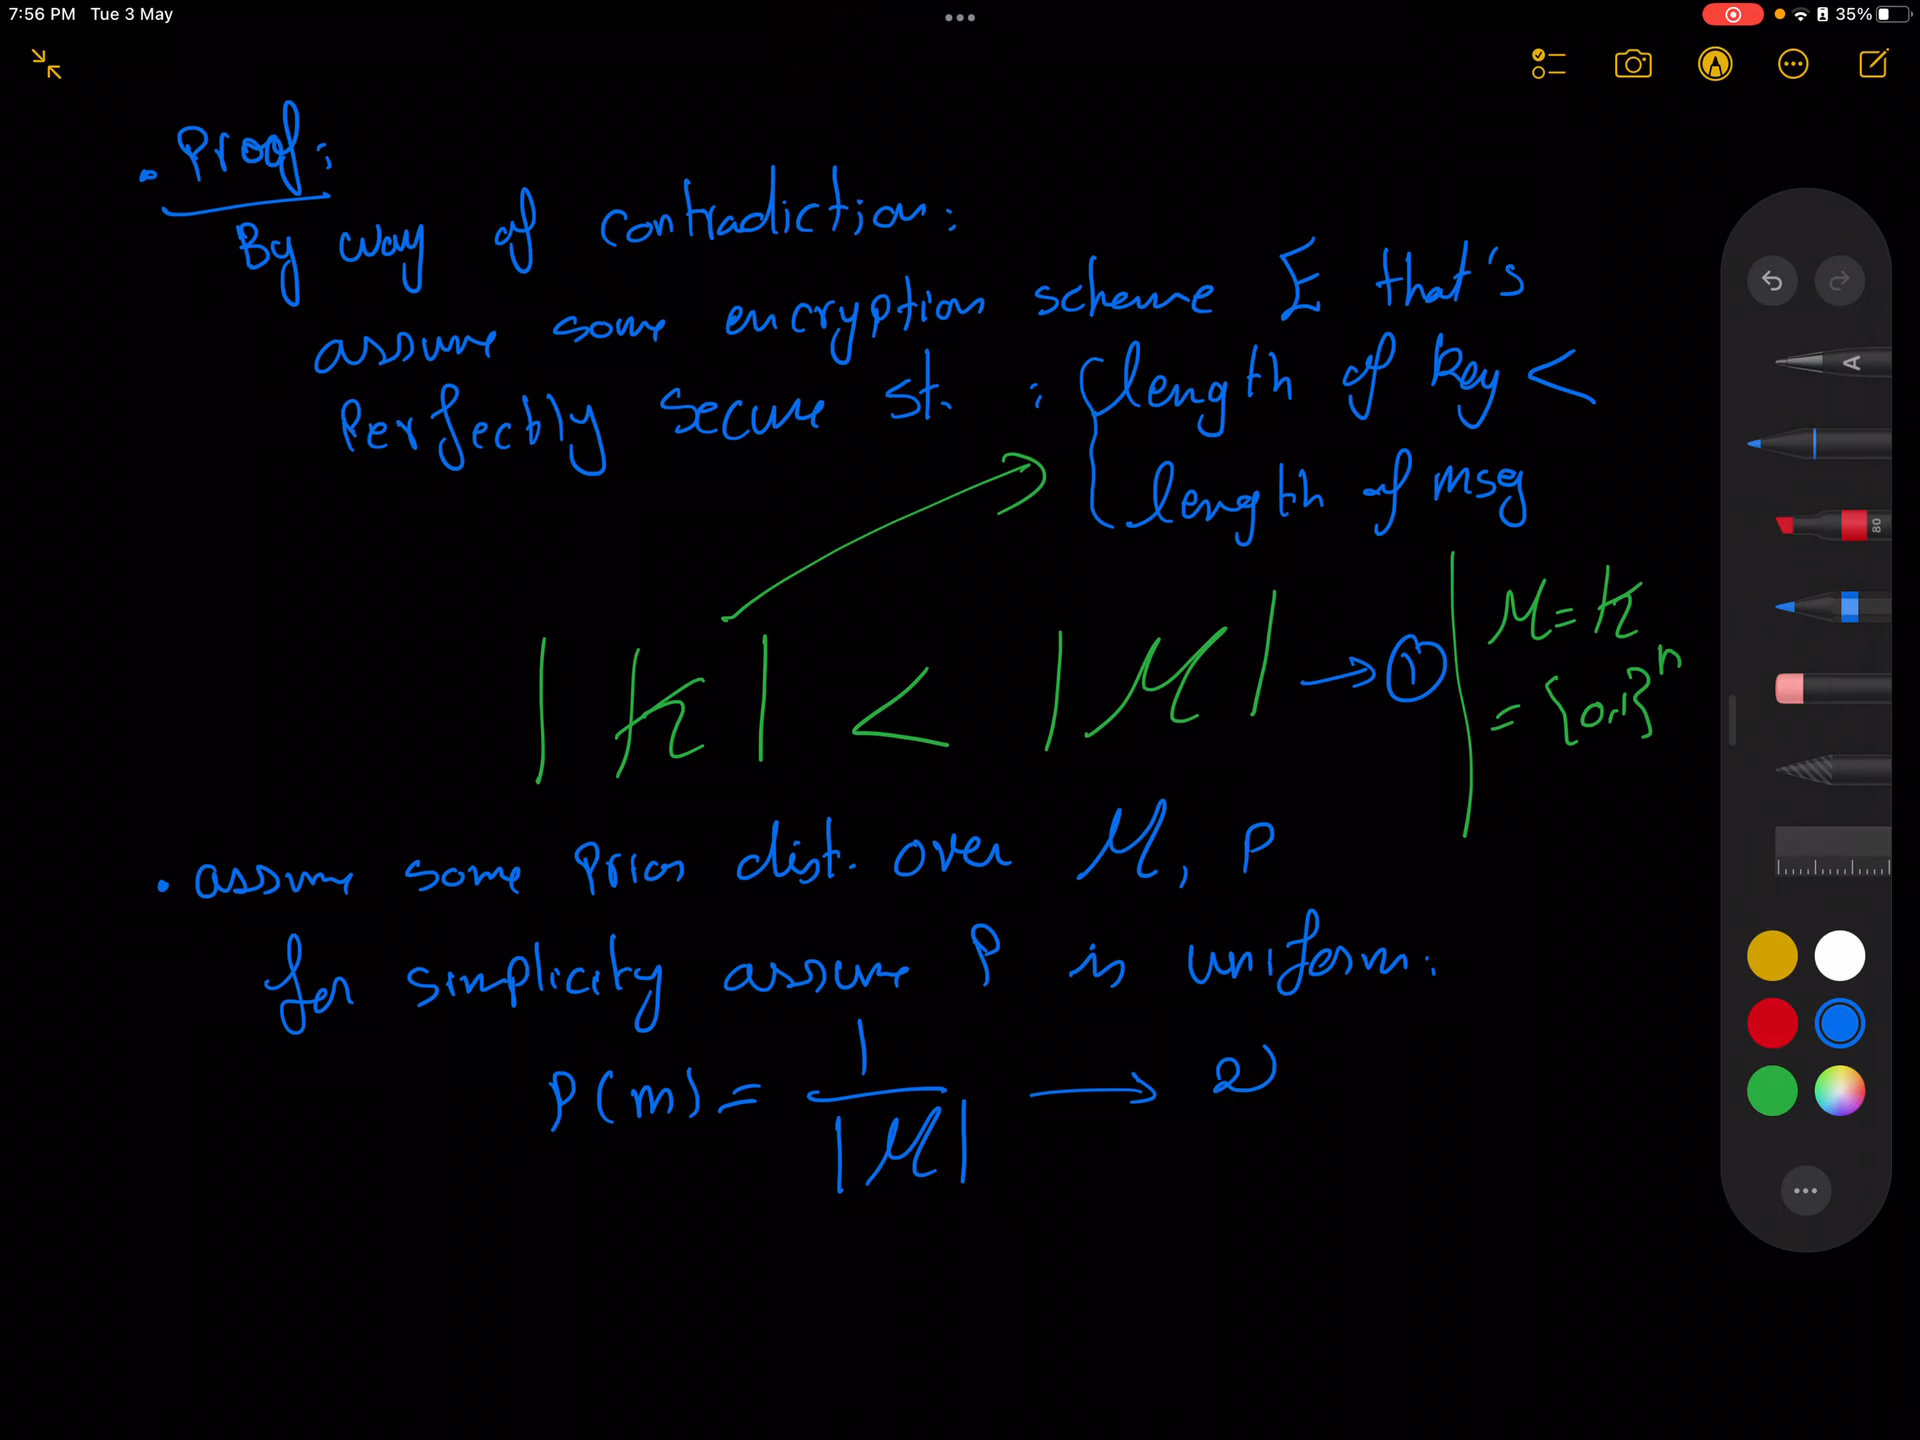 7:56 PM Tue 3 May
35%
• Proof:
By way of contradiction:
assume some encryption scheme Σ that's
Perfectly secure st. : { length of key <
length of msg
|K| < |M| → ①
M = K
= {0,1}ⁿ
• assume some Prior dist. over M, P
for simplicity assume P is uniform:
P(m) = 1
|M|
→ 2
A
80